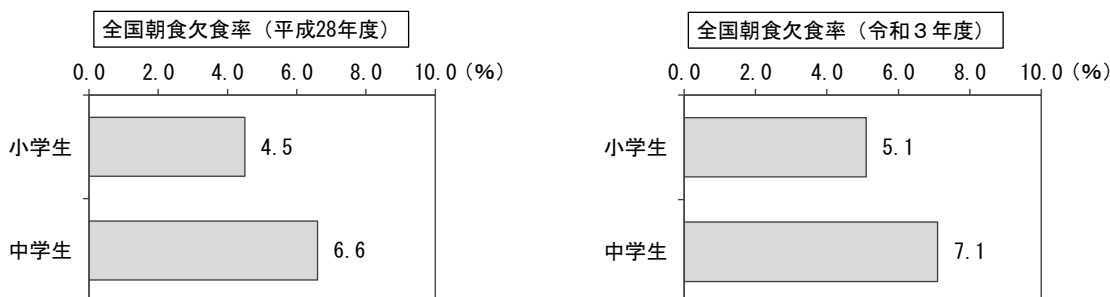 全国朝食欠食率（平成28年度）
0.0 2.0 4.0 6.0 8.0 10.0（%）
小学生 4.5
中学生 6.6
全国朝食欠食率（令和３年度）
0.0 2.0 4.0 6.0 8.0 10.0（%）
小学生 5.1
中学生 7.1